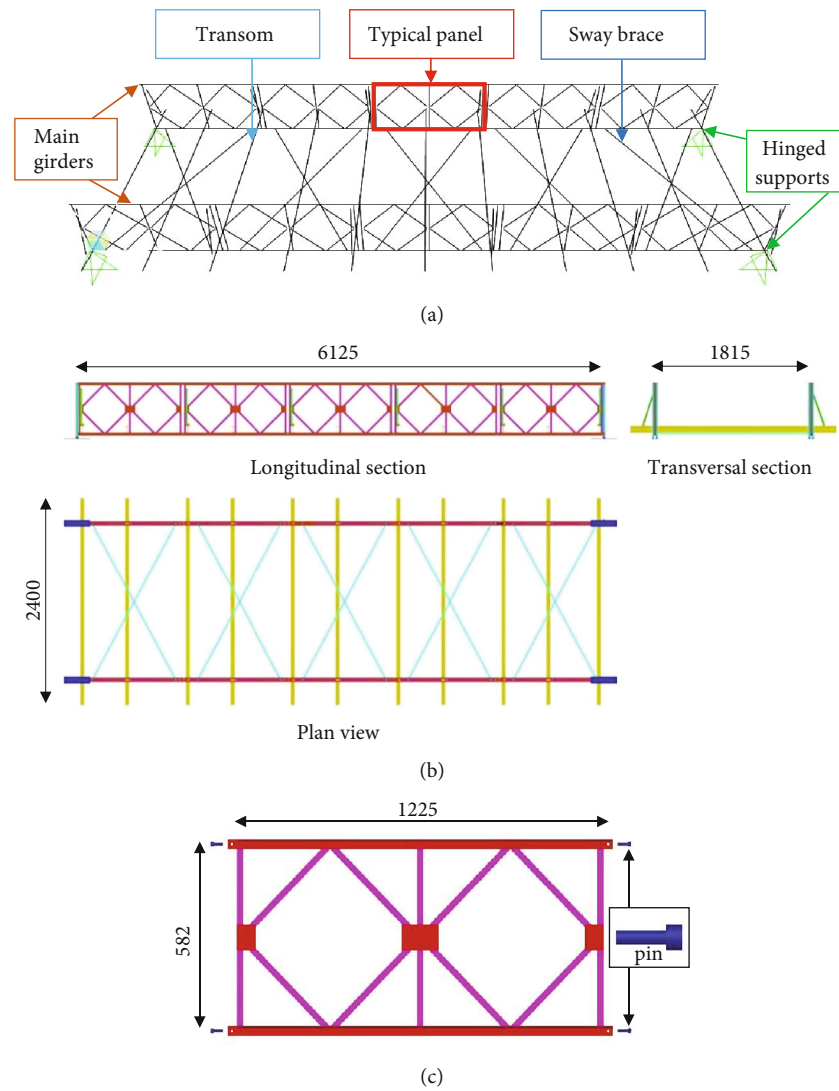 Transom
Typical panel
Sway brace
Main
girders
Hinged
supports
(a)
6125
1815
Longitudinal section
Transversal section
2400
Plan view
(b)
1225
582
pin
(c)